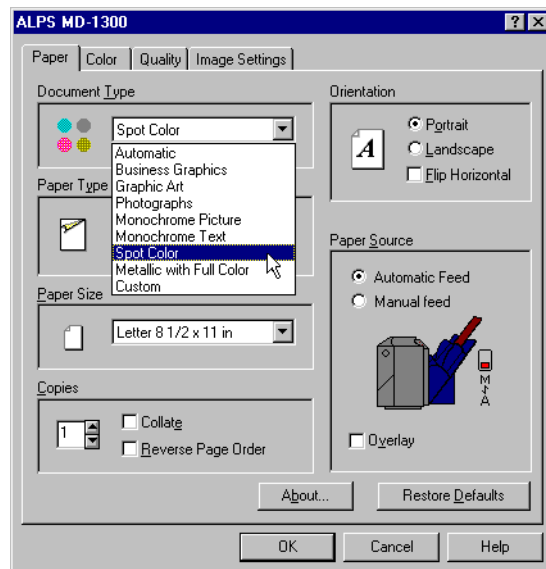 ALPS MD-1300
Paper Color Quality Image Settings
Document Type
Spot Color
Automatic
Business Graphics
Graphic Art
Photographs
Monochrome Picture
Monochrome Text
Spot Color
Metallic with Full Color
Custom
Paper Type
Paper Size
Letter 8 1/2 x 11 in
Copies
1
Collate
Reverse Page Order
Orientation
A
Portrait
Landscape
Flip Horizontal
Paper Source
Automatic Feed
Manual feed
M
A
Overlay
About... Restore Defaults
OK Cancel Help